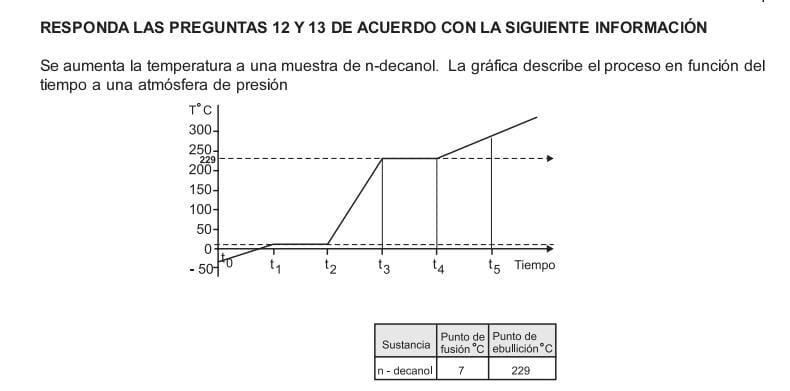 RESPONDA LAS PREGUNTAS 12 Y 13 DE ACUERDO CON LA SIGUIENTE INFORMACIÓN
Se aumenta la temperatura a una muestra de n-decanol. La gráfica describe el proceso en función del
tiempo a una atmósfera de presión
T°C
300
250
229
200
150
100
50
0
- 50
t0
t1
t2
t3
t4
t5
Tiempo
Sustancia
Punto de
fusión °C
Punto de
ebullición °C
n - decanol
7
229